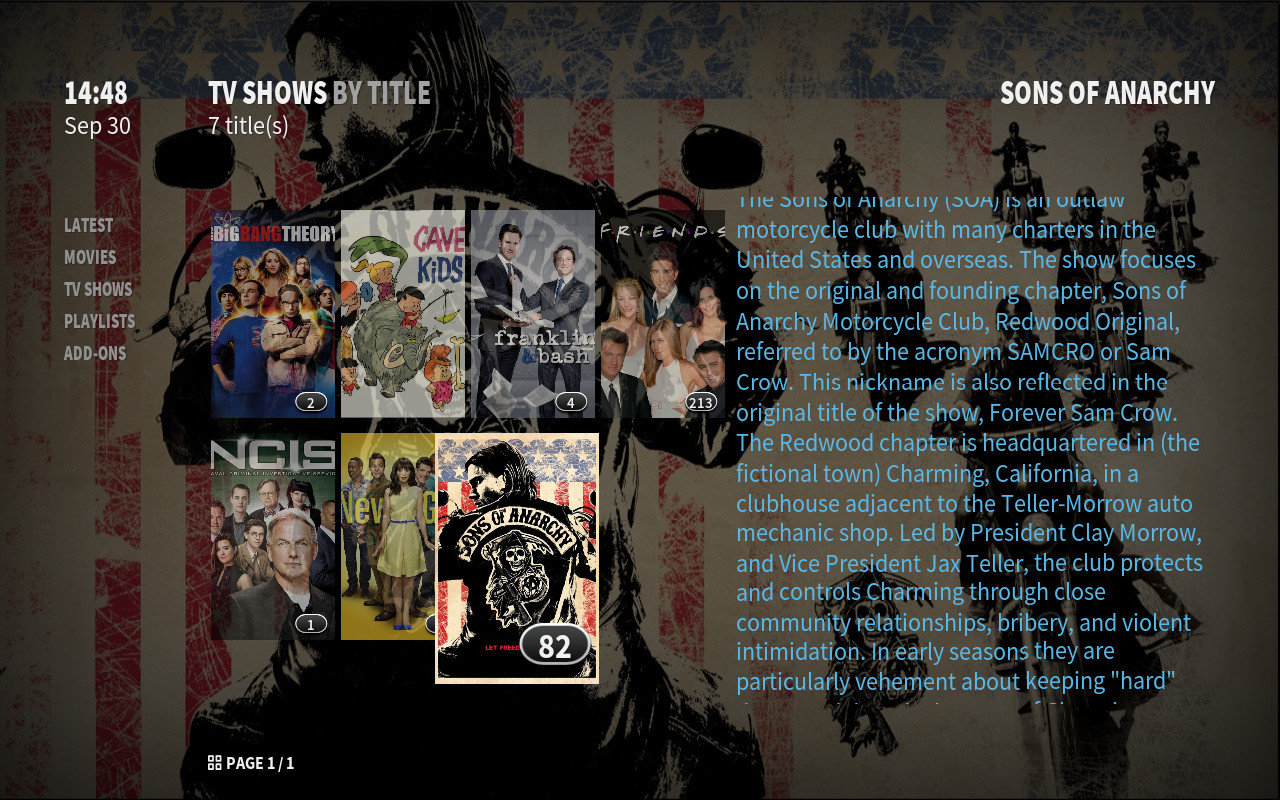 14:48
Sep 30
TV SHOWS BY TITLE
7 title(s)
SONS OF ANARCHY
LATEST
MOVIES
TV SHOWS
PLAYLISTS
ADD-ONS
THE BIG BANG THEORY
2
CAVE
KIDS
franklin
& bash
4
FRIENDS
213
NCIS
NAVAL CRIMINAL INVESTIGATIVE SERVICE
1
New G
SONS OF ANARCHY
LET FREED
82
The Sons of Anarchy (SOA) is an outlaw
motorcycle club with many charters in the
United States and overseas. The show focuses
on the original and founding chapter, Sons of
Anarchy Motorcycle Club, Redwood Original,
referred to by the acronym SAMCRO or Sam
Crow. This nickname is also reflected in the
original title of the show, Forever Sam Crow.
The Redwood chapter is headquartered in (the
fictional town) Charming, California, in a
clubhouse adjacent to the Teller-Morrow auto
mechanic shop. Led by President Clay Morrow,
and Vice President Jax Teller, the club protects
and controls Charming through close
community relationships, bribery, and violent
intimidation. In early seasons they are
particularly vehement about keeping "hard"
PAGE 1 / 1